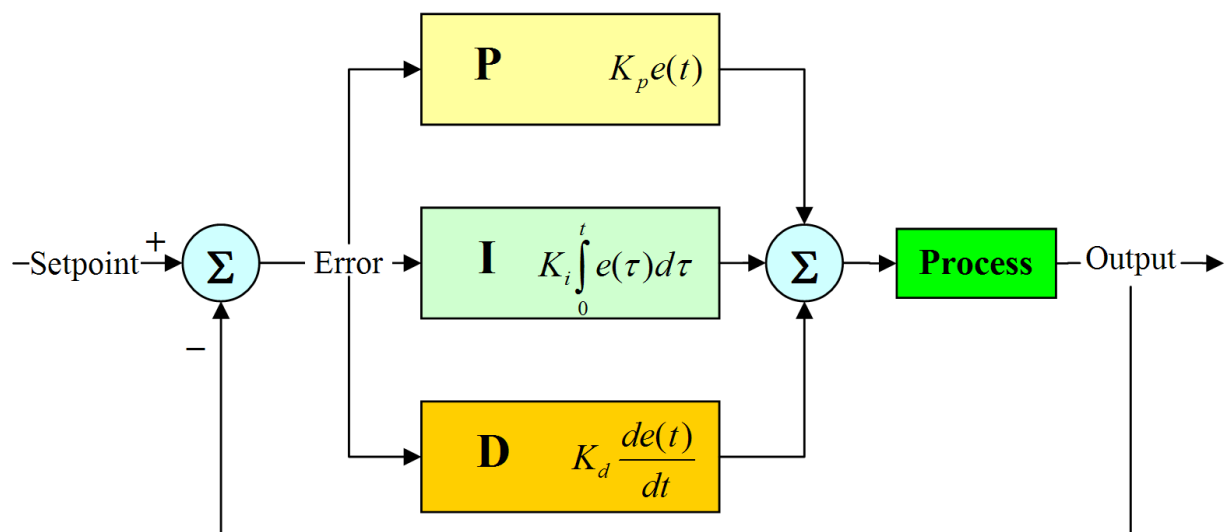 P K_p e(t)
Setpoint + Σ Error I K_i ∫_0^t e(τ)dτ Σ Process Output
−
D K_d de(t)/dt